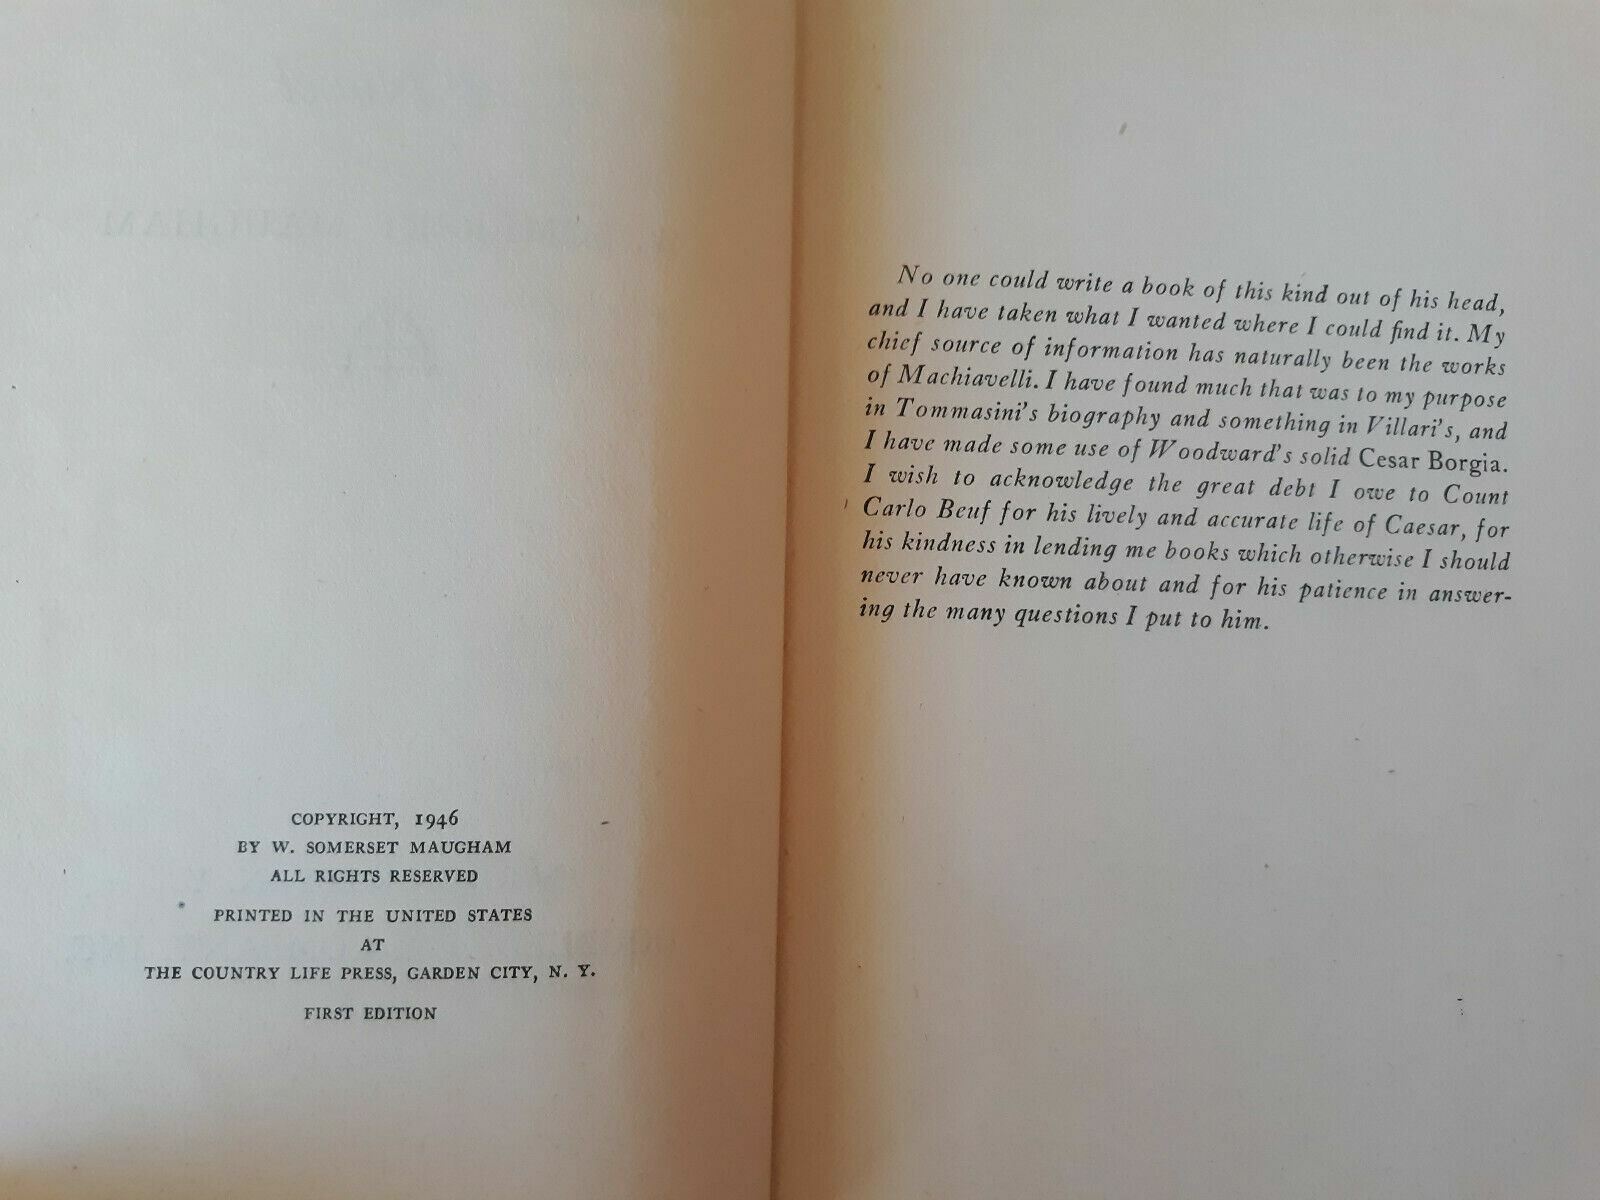 COPYRIGHT, 1946
BY W. SOMERSET MAUGHAM
ALL RIGHTS RESERVED
PRINTED IN THE UNITED STATES
AT
THE COUNTRY LIFE PRESS, GARDEN CITY, N. Y.
FIRST EDITION
No one could write a book of this kind out of his head,
and I have taken what I wanted where I could find it. My
chief source of information has naturally been the works
of Machiavelli. I have found much that was to my purpose
in Tommasini's biography and something in Villari's, and
I have made some use of Woodward's solid Cesar Borgia.
I wish to acknowledge the great debt I owe to Count
Carlo Beuf for his lively and accurate life of Caesar, for
his kindness in lending me books which otherwise I should
never have known about and for his patience in answer-
ing the many questions I put to him.